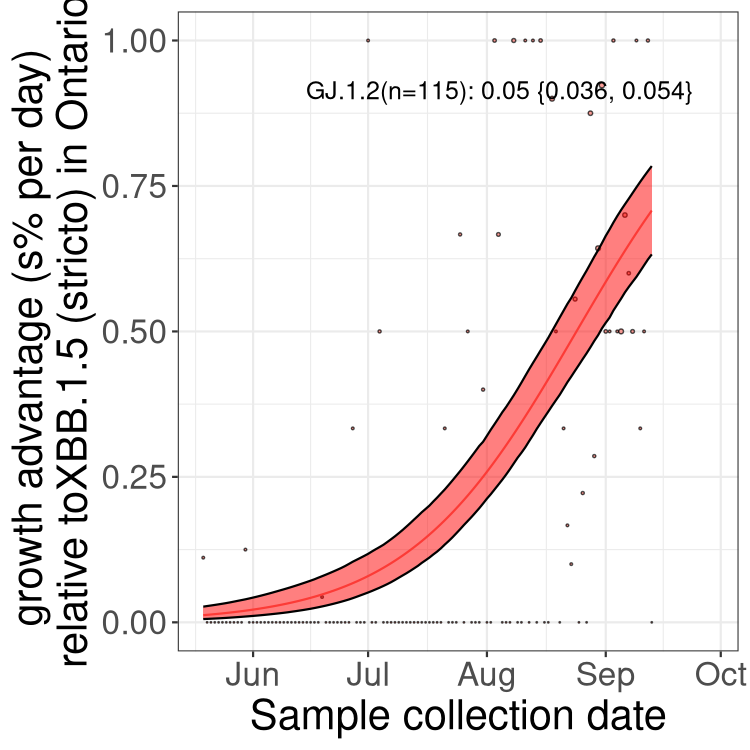 growth advantage (s% per day)
relative toXBB.1.5 (stricto) in Ontario
1.00
0.75
0.50
0.25
0.00
GJ.1.2(n=115): 0.05 {0.036, 0.054}
Jun Jul Aug Sep Oct
Sample collection date